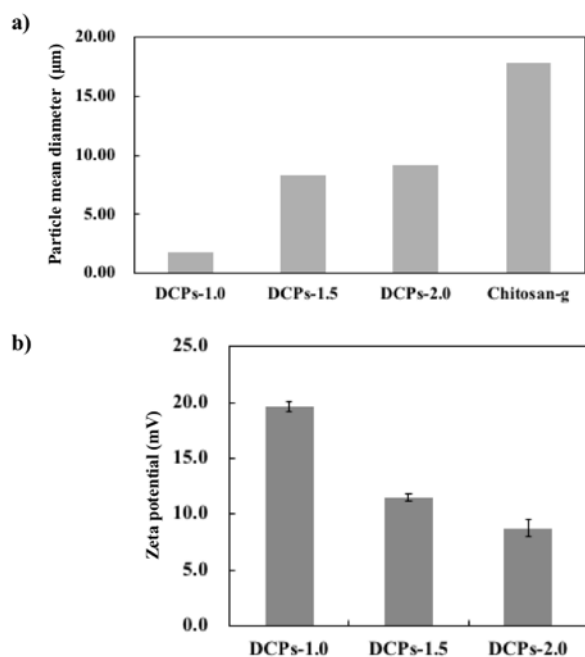 a)
Particle mean diameter (µm)
20.00
15.00
10.00
5.00
0.00
DCPs-1.0 DCPs-1.5 DCPs-2.0 Chitosan-g
b)
Zeta potential (mV)
25.0
20.0
15.0
10.0
5.0
0.0
DCPs-1.0 DCPs-1.5 DCPs-2.0